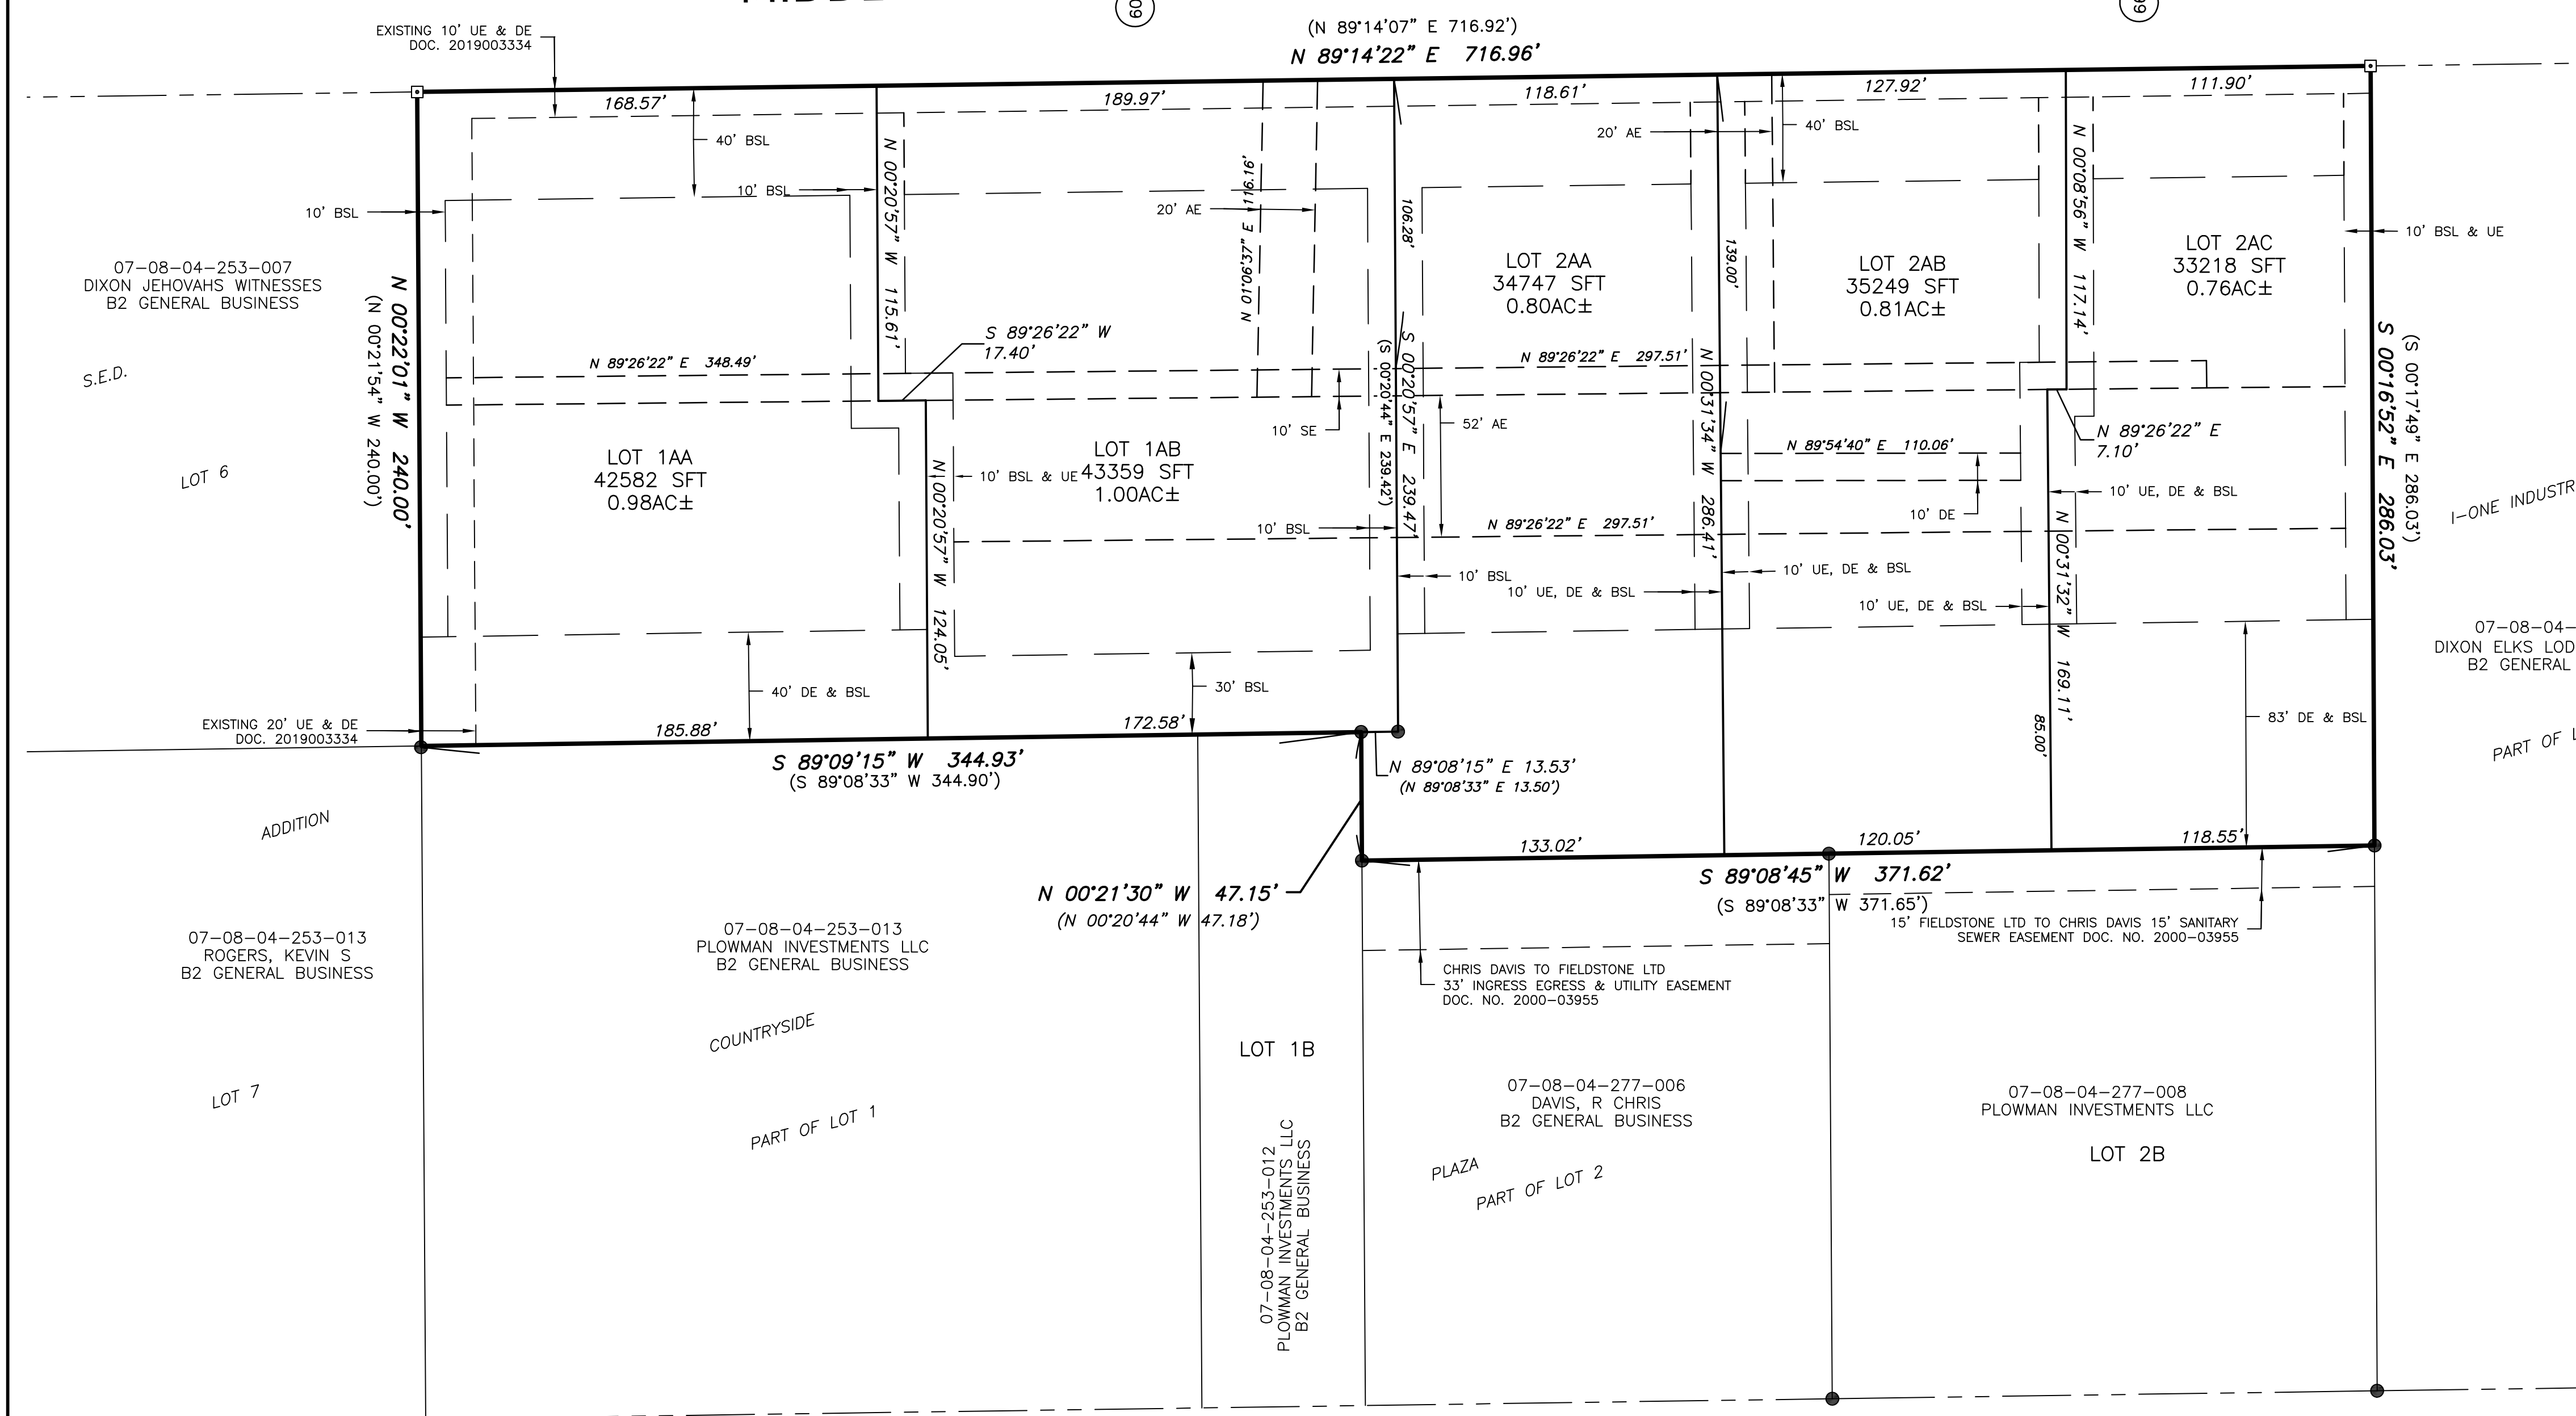 (N 89°14'07" E 716.92')
N 89°14'22" E 716.96'
EXISTING 10' UE & DE
DOC. 2019003334
168.57'
189.97'
118.61'
127.92'
111.90'
40' BSL
10' BSL
10' BSL
20' AE
20' AE
40' BSL
10' BSL & UE
N 00°20'57" W 115.61'
N 01°06'37" E 116.16'
106.28'
139.00'
N 00°08'56" W 117.14'
07-08-04-253-007
DIXON JEHOVAHS WITNESSES
B2 GENERAL BUSINESS
S.E.D.
LOT 6
N 00°22'01" W 240.00'
(N 00°21'54" W 240.00')
LOT 2AA
34747 SFT
0.80AC±
LOT 2AB
35249 SFT
0.81AC±
LOT 2AC
33218 SFT
0.76AC±
S 89°26'22" W
17.40'
N 89°26'22" E 348.49'
N 89°26'22" E 297.51'
(S 00°20'44" E 239.42')
S 00°20'57" E 239.47'
N 00°31'34" W 286.41'
S 00°16'52" E 286.03'
(S 00°17'49" E 286.03')
LOT 1AA
42582 SFT
0.98AC±
LOT 1AB
43359 SFT
1.00AC±
10' BSL & UE
10' SE
52' AE
N 89°54'40" E 110.06'
N 89°26'22" E
7.10'
10' UE, DE & BSL
10' DE
I-ONE INDUSTR
N 00°20'57" W 124.05'
10' BSL
N 89°26'22" E 297.51'
10' BSL
10' UE, DE & BSL
10' UE, DE & BSL
10' UE, DE & BSL
N 00°31'32" W 169.11'
85.00'
07-08-04-
DIXON ELKS LOD
B2 GENERAL
PART OF L
40' DE & BSL
30' BSL
83' DE & BSL
EXISTING 20' UE & DE
DOC. 2019003334
185.88'
172.58'
S 89°09'15" W 344.93'
(S 89°08'33" W 344.90')
N 89°08'15" E 13.53'
(N 89°08'33" E 13.50')
133.02'
120.05'
118.55'
N 00°21'30" W 47.15'
(N 00°20'44" W 47.18')
S 89°08'45" W 371.62'
(S 89°08'33" W 371.65')
15' FIELDSTONE LTD TO CHRIS DAVIS 15' SANITARY
SEWER EASEMENT DOC. NO. 2000-03955
CHRIS DAVIS TO FIELDSTONE LTD
33' INGRESS EGRESS & UTILITY EASEMENT
DOC. NO. 2000-03955
ADDITION
07-08-04-253-013
ROGERS, KEVIN S
B2 GENERAL BUSINESS
LOT 7
07-08-04-253-013
PLOWMAN INVESTMENTS LLC
B2 GENERAL BUSINESS
COUNTRYSIDE
PART OF LOT 1
LOT 1B
07-08-04-253-012
PLOWMAN INVESTMENTS LLC
B2 GENERAL BUSINESS
07-08-04-277-006
DAVIS, R CHRIS
B2 GENERAL BUSINESS
PLAZA
PART OF LOT 2
07-08-04-277-008
PLOWMAN INVESTMENTS LLC
LOT 2B